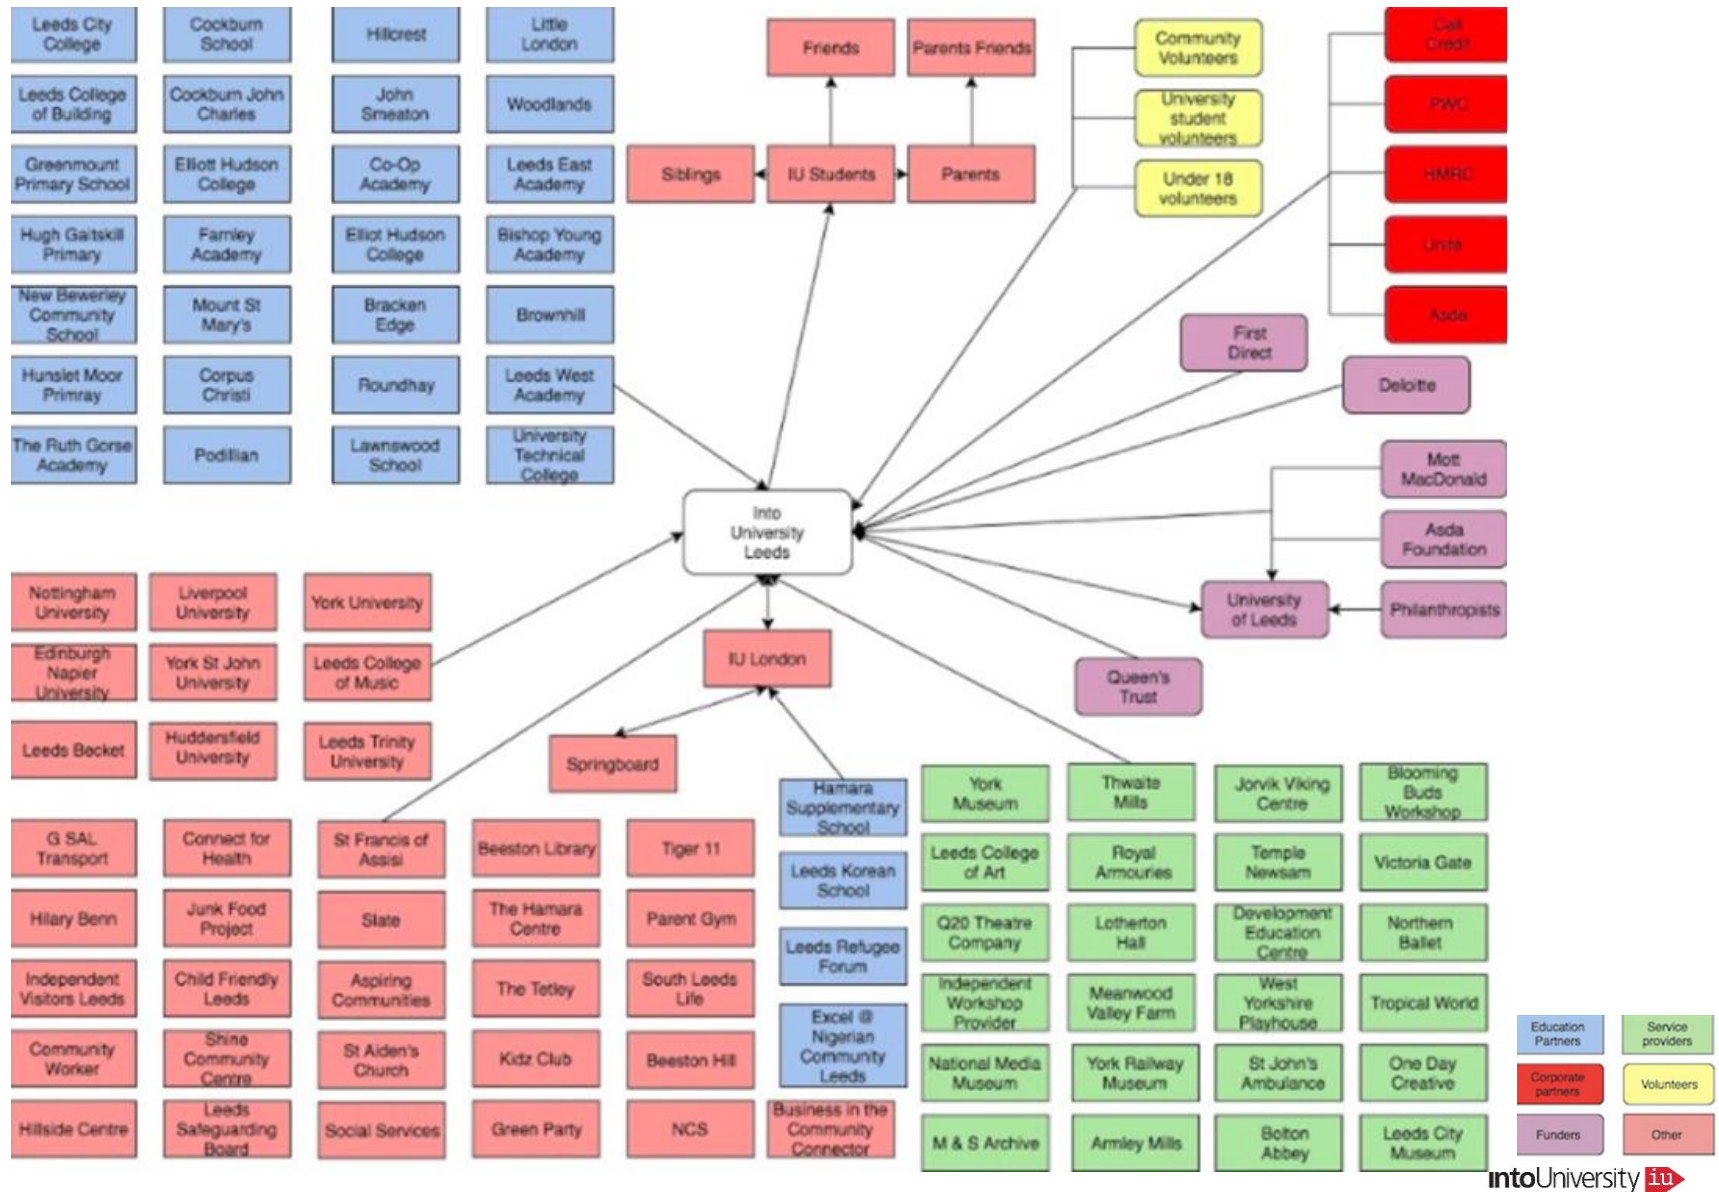 Leeds City
College
Cockburn
School
Hillcrest
Little
London
Leeds College
of Building
Cockburn John
Charles
John
Smeaton
Woodlands
Greenmount
Primary School
Elliott Hudson
College
Co-Op
Academy
Leeds East
Academy
Hugh Gaitskill
Primary
Farnley
Academy
Elliot Hudson
College
Bishop Young
Academy
New Bewerley
Community
School
Mount St
Mary's
Bracken
Edge
Brownhill
Hunslet Moor
Primray
Corpus
Christi
Roundhay
Leeds West
Academy
The Ruth Gorse
Academy
Podillian
Lawnswood
School
University
Technical
College
Friends
Parents Friends
Siblings
IU Students
Parents
Community
Volunteers
University
student
volunteers
Under 18
volunteers
Call
Credit
PWC
HMRC
Unite
Asda
First
Direct
Deloitte
Mott
MacDonald
Asda
Foundation
University
of Leeds
Philanthropists
Queen's
Trust
Into
University
Leeds
IU London
Springboard
Nottingham
University
Liverpool
University
York University
Edinburgh
Napier
University
York St John
University
Leeds College
of Music
Leeds Becket
Huddersfield
University
Leeds Trinity
University
G SAL
Transport
Connect for
Health
St Francis of
Assisi
Beeston Library
Tiger 11
Hilary Benn
Junk Food
Project
Slate
The Hamara
Centre
Parent Gym
Independent
Visitors Leeds
Child Friendly
Leeds
Aspiring
Communities
The Tetley
South Leeds
Life
Community
Worker
Shine
Community
Centre
St Aiden's
Church
Kidz Club
Beeston Hill
Hillside Centre
Leeds
Safeguarding
Board
Social Services
Green Party
NCS
Business in the
Community
Connector
Hamara
Supplementary
School
Leeds Korean
School
Leeds Refugee
Forum
Excel @
Nigerian
Community
Leeds
York
Museum
Thwaite
Mills
Jorvik Viking
Centre
Blooming
Buds
Workshop
Leeds College
of Art
Royal
Armouries
Temple
Newsam
Victoria Gate
Q20 Theatre
Company
Lotherton
Hall
Development
Education
Centre
Northern
Ballet
Independent
Workshop
Provider
Meanwood
Valley Farm
West
Yorkshire
Playhouse
Tropical World
National Media
Museum
York Railway
Museum
St John's
Ambulance
One Day
Creative
M & S Archive
Armley Mills
Bolton
Abbey
Leeds City
Museum
Education
Partners
Service
providers
Corporate
partners
Volunteers
Funders
Other
intoUniversity iu